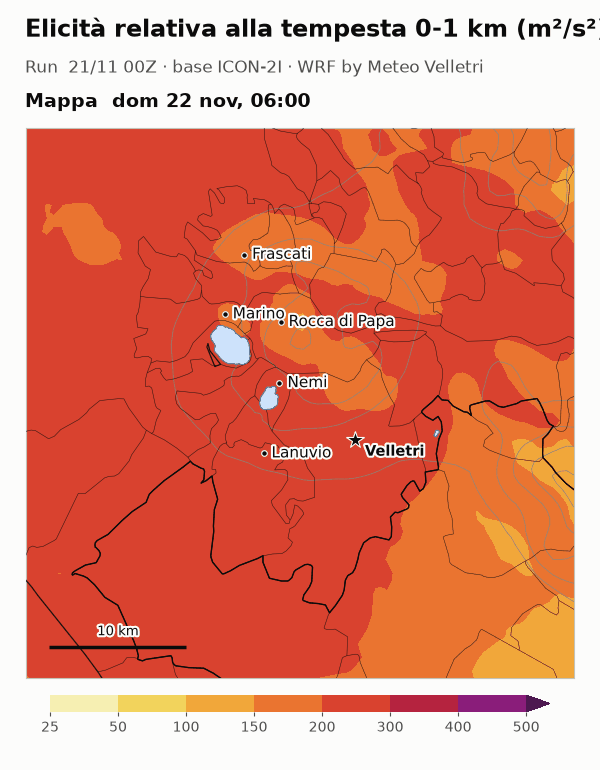 Elicità relativa alla tempesta 0-1 km (m²/s²)
Run 21/11 00Z · base ICON-2I · WRF by Meteo Velletri
Mappa dom 22 nov, 06:00
Frascati
Marino
Rocca di Papa
Nemi
Velletri
Lanuvio
10 km
25 50 100 150 200 300 400 500